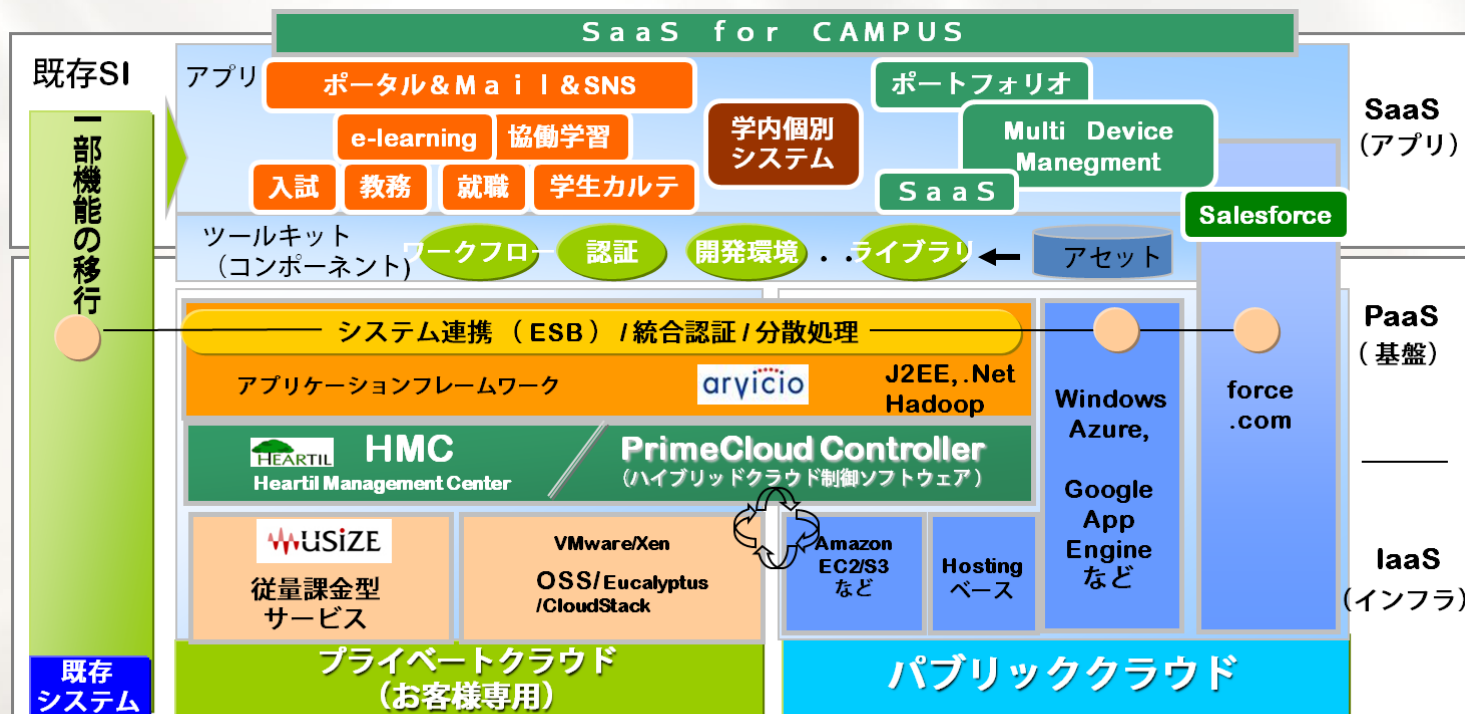 SaaS for CAMPUS
既存SI
一部機能の移行
既存
システム
アプリ
ポータル&Mail&SNS
e-learning
協働学習
入試
教務
就職
学生カルテ
学内個別
システム
ポートフォリオ
Multi Device
Manegment
SaaS
Salesforce
SaaS
(アプリ)
ツールキット
(コンポーネント)
ワークフロー
認証
開発環境
・・
ライブラリ
アセット
システム連携 (ESB) /統合認証/分散処理
アプリケーションフレームワーク
arvicio
J2EE, .Net
Hadoop
PaaS
(基盤)
HEARTIL
HMC
Heartil Management Center
PrimeCloud Controller
(ハイブリッドクラウド制御ソフトウェア)
Windows
Azure,
Google
App
Engine
など
force
.com
USiZE
従量課金型
サービス
VMware/Xen
OSS/Eucalyptus
/CloudStack
Amazon
EC2/S3
など
Hosting
ベース
IaaS
(インフラ)
プライベートクラウド
(お客様専用)
パブリッククラウド